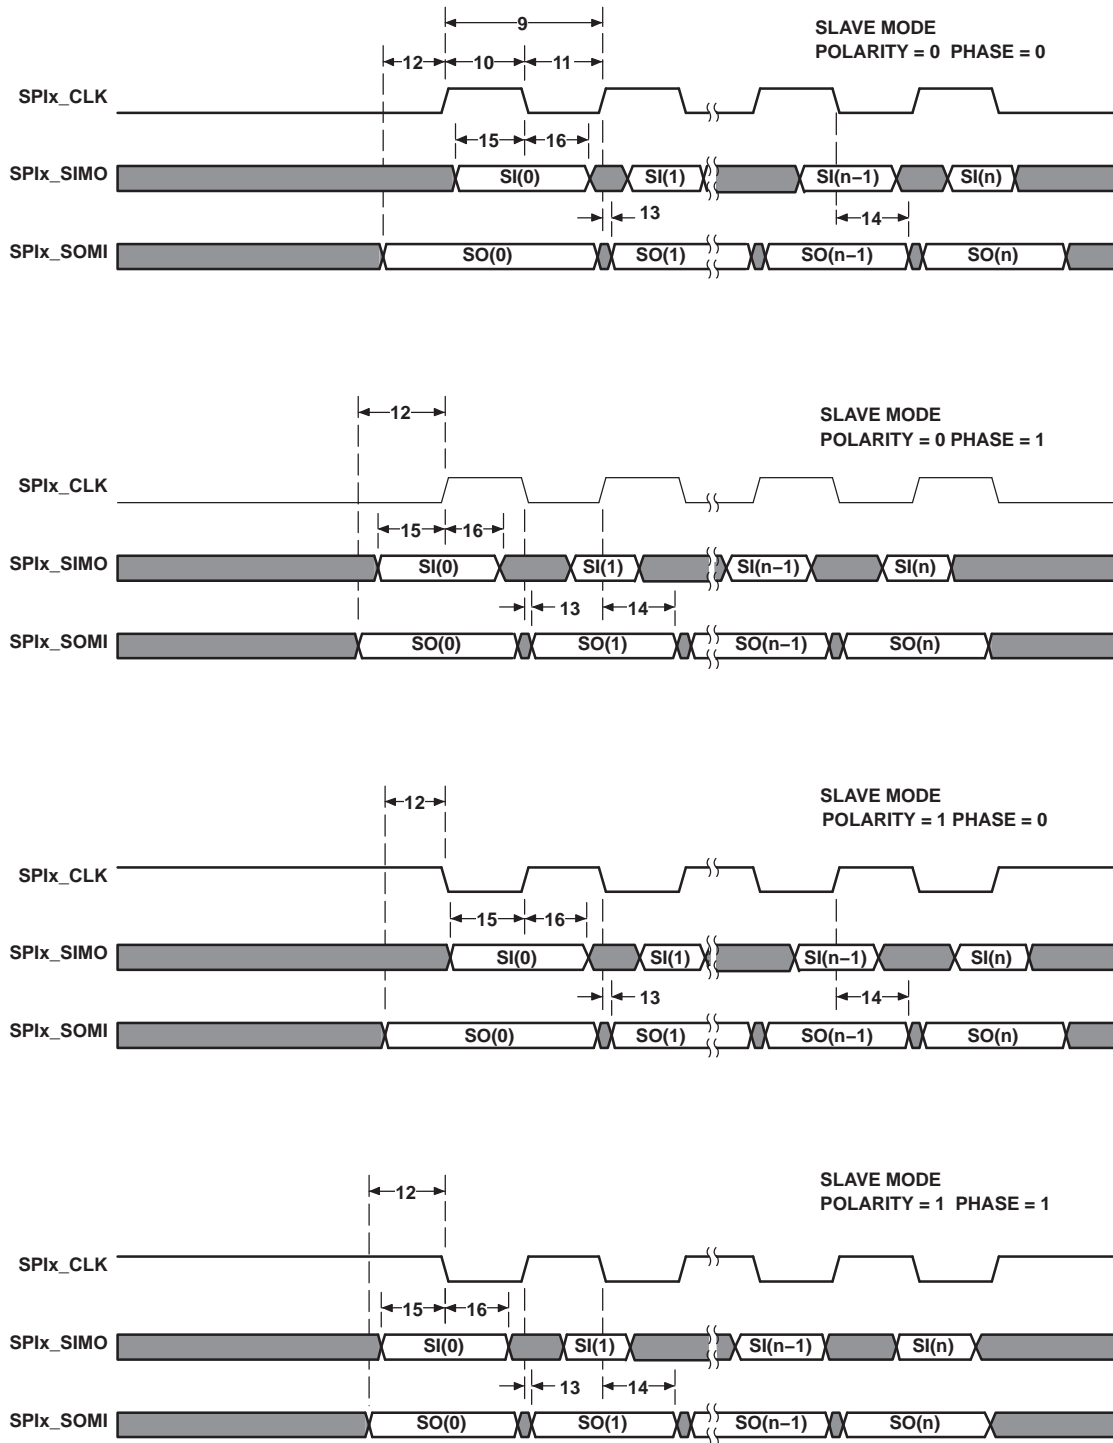 9
SLAVE MODE
POLARITY = 0 PHASE = 0
12 10 11
SPIx_CLK
15 16
SPIx_SIMO SI(0) SI(1) SI(n−1) SI(n)
13 14
SPIx_SOMI SO(0) SO(1) SO(n−1) SO(n)
12
SLAVE MODE
POLARITY = 0 PHASE = 1
SPIx_CLK
15 16
SPIx_SIMO SI(0) SI(1) SI(n−1) SI(n)
13 14
SPIx_SOMI SO(0) SO(1) SO(n−1) SO(n)
SLAVE MODE
12
POLARITY = 1 PHASE = 0
SPIx_CLK
15 16
SPIx_SIMO SI(0) SI(1) SI(n−1) SI(n)
13 14
SPIx_SOMI SO(0) SO(1) SO(n−1) SO(n)
SLAVE MODE
12
POLARITY = 1 PHASE = 1
SPIx_CLK
15 16
SPIx_SIMO SI(0) SI(1) SI(n−1) SI(n)
13 14
SPIx_SOMI SO(0) SO(1) SO(n−1) SO(n)